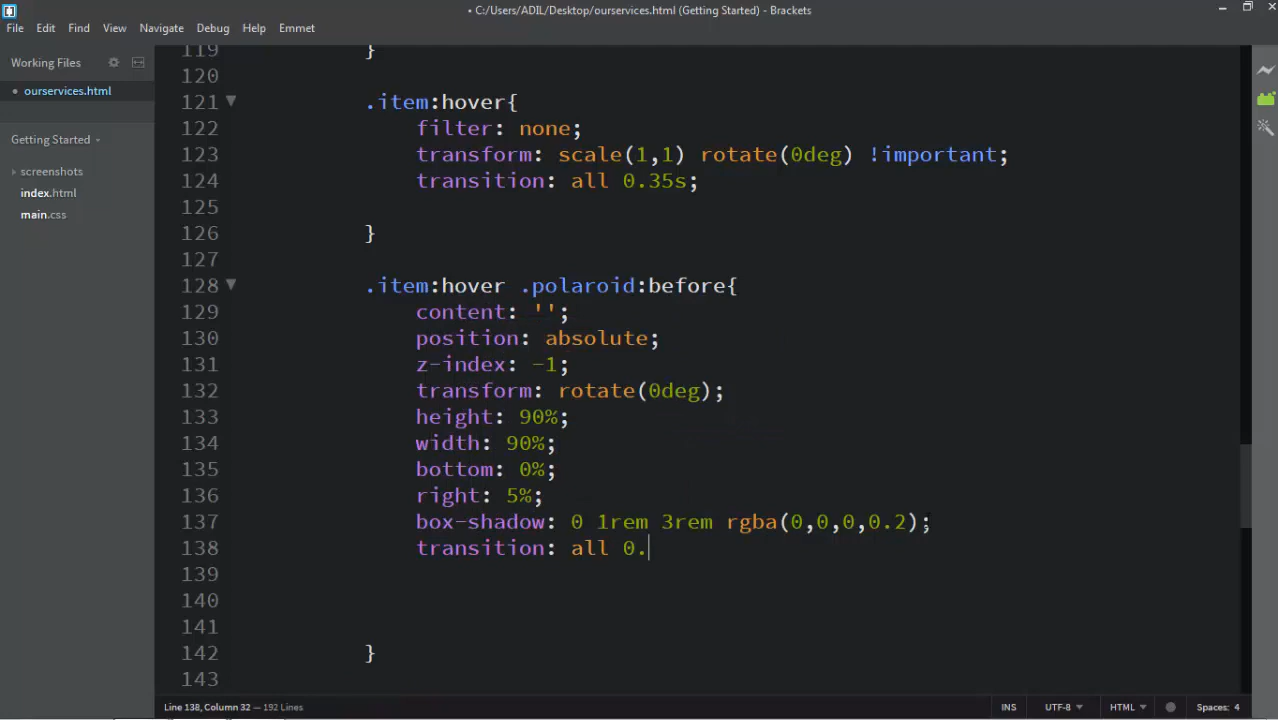 • C:/Users/ADIL/Desktop/ourservices.html (Getting Started) - Brackets
File Edit View Navigate Debug Help Emmet
Working Files
• ourservices.html
Getting Started
screenshots
index.html
main.css
119 }
120
121 .item:hover{
122 filter: none;
123 transform: scale(1,1) rotate(0deg) !important;
124 transition: all 0.35s;
125
126 }
127
128 .item:hover .polaroid:before{
129 content: '';
130 position: absolute;
131 z-index: -1;
132 transform: rotate(0deg);
133 height: 90%;
134 width: 90%;
135 bottom: 0%;
136 right: 5%;
137 box-shadow: 0 1rem 3rem rgba(0,0,0,0.2);
138 transition: all 0.
139
140
141
142 }
143
Line 138, Column 32 — 192 Lines
INS UTF-8 HTML Spaces: 4